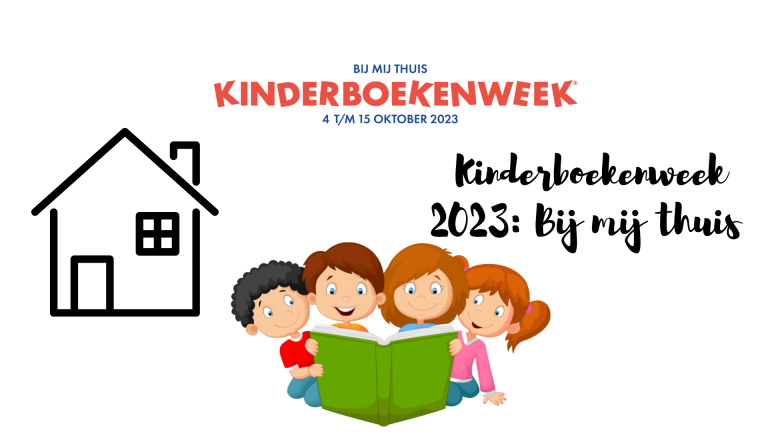 BIJ MIJ THUIS
KINDERBOEKENWEEK®
4 T/M 15 OKTOBER 2023
Kinderboekenweek
2023: Bij mij thuis